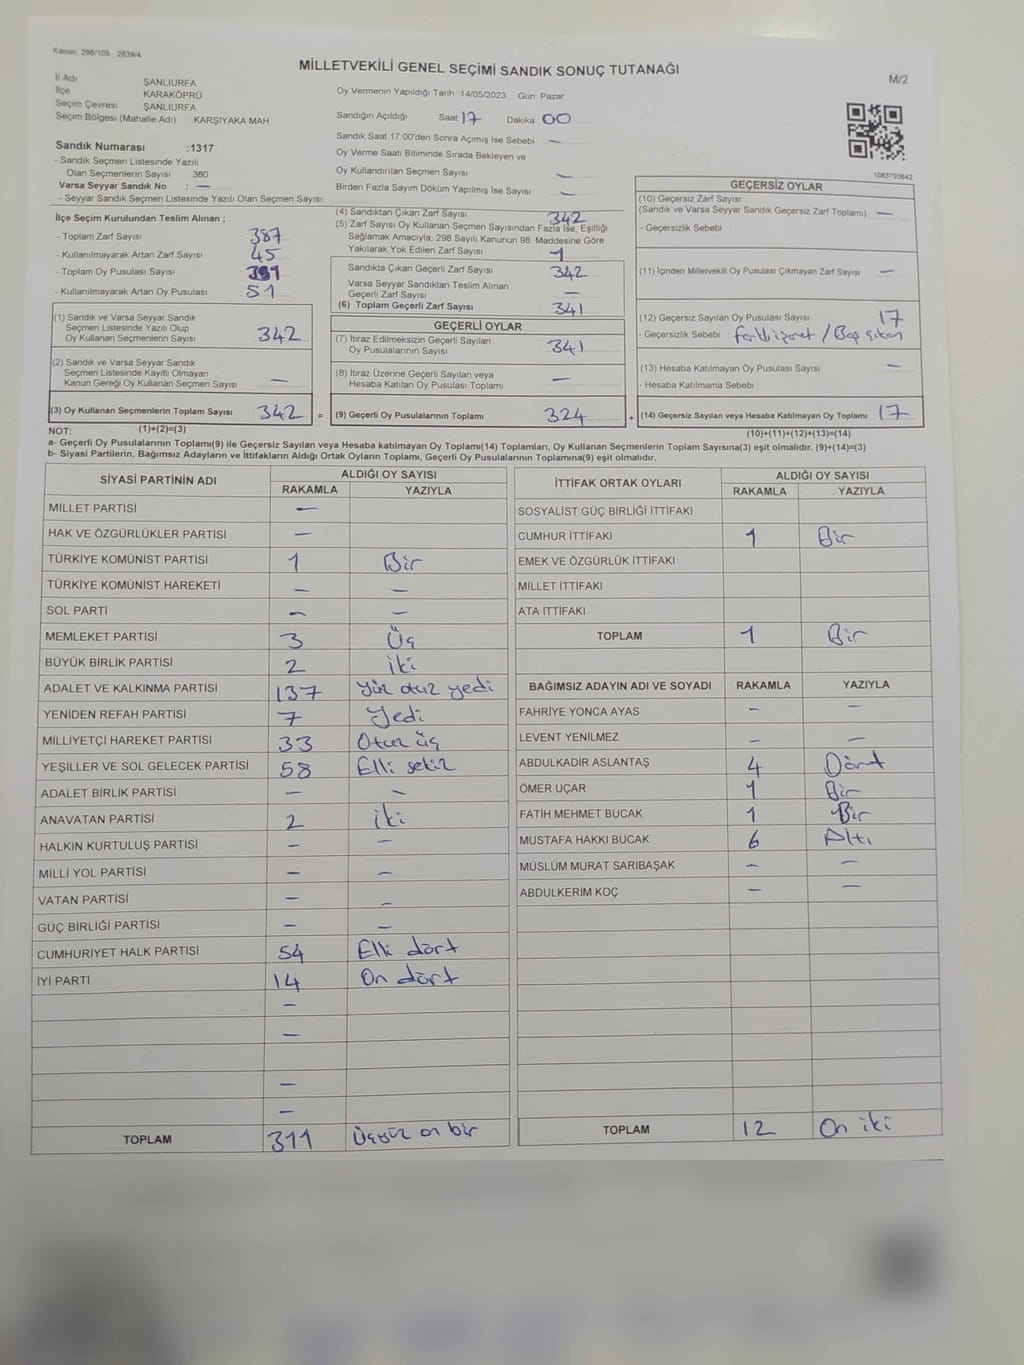 Kanun; 298/105 , 2839/4
MİLLETVEKİLİ GENEL SEÇİMİ SANDIK SONUÇ TUTANAĞI
M/2
İl Adı ŞANLIURFA
İlçe KARAKÖPRÜ
Seçim Çevresi ŞANLIURFA
Seçim Bölgesi (Mahalle Adı) : KARŞIYAKA MAH
Sandık Numarası :1317
- Sandık Seçmen Listesinde Yazılı
Olan Seçmenlerin Sayısı : 380
Varsa Seyyar Sandık No : —
- Seyyar Sandık Seçmen Listesinde Yazılı Olan Seçmen Sayısı:
Oy Vermenin Yapıldığı Tarih :14/05/2023 Gün: Pazar
Sandığın Açıldığı Saat 17 Dakika 00
Sandık Saat 17:00'den Sonra Açımış İse Sebebi : —
Oy Verme Saati Bitiminde Sırada Bekleyen ve
Oy Kullandırılan Seçmen Sayısı —
Birden Fazla Sayım Döküm Yapılmış İse Sayısı —
1083793642
İlçe Seçim Kurulundan Teslim Alınan ;
- Toplam Zarf Sayısı 387
- Kullanılmayarak Artan Zarf Sayısı 45
- Toplam Oy Pusulası Sayısı 391
- Kullanılmayarak Artan Oy Pusulası 51
(1) Sandık ve Varsa Seyyar Sandık
Seçmen Listesinde Yazılı Olup
Oy Kullanan Seçmenlerin Sayısı 342
(2) Sandık ve Varsa Seyyar Sandık
Seçmen Listesinde Kayıtlı Olmayan
Kanun Gereği Oy Kullanan Seçmen Sayısı —
(3) Oy Kullanan Seçmenlerin Toplam Sayısı 342 =
(1)+(2)=(3)
(4) Sandıktan Çıkan Zarf Sayısı 342
(5) Zarf Sayısı Oy Kullanan Seçmen Sayısından Fazla İse, Eşitliği
Sağlamak Amacıyla, 298 Sayılı Kanunun 98. Maddesine Göre
Yakılarak Yok Edilen Zarf Sayısı 1
Sandıkta Çıkan Geçerli Zarf Sayısı 342
Varsa Seyyar Sandıktan Teslim Alınan
Geçerli Zarf Sayısı —
(6) Toplam Geçerli Zarf Sayısı 341
GEÇERLİ OYLAR
(7) İtiraz Edilmeksizin Geçerli Sayılan
Oy Pusulalarının Sayısı 341
(8) İtiraz Üzerine Geçerli Sayılan veya
Hesaba Katılan Oy Pusulası Toplamı —
(9) Geçerli Oy Pusulalarının Toplamı 324 +
GEÇERSİZ OYLAR
(10) Geçersiz Zarf Sayısı
(Sandık ve Varsa Seyyar Sandık Geçersiz Zarf Toplamı) —
- Geçersizlik Sebebi :
(11) İçinden Milletvekili Oy Pusulası Çıkmayan Zarf Sayısı —
(12) Geçersiz Sayılan Oy Pusulası Sayısı 17
- Geçersizlik Sebebi : / Boş
(13) Hesaba Katılmayan Oy Pusulası Sayısı —
- Hesaba Katılmama Sebebi :
(14) Geçersiz Sayılan veya Hesaba Katılmayan Oy Toplamı 17
(10)+(11)+(12)+(13)=(14)
NOT:
a- Geçerli Oy Pusulalarının Toplamı(9) ile Geçersiz Sayılan veya Hesaba katılmayan Oy Toplamı(14) Toplamları, Oy Kullanan Seçmenlerin Toplam Sayısına(3) eşit olmalıdır. (9)+(14)=(3)
b- Siyasi Partilerin, Bağımsız Adayların ve İttifakların Aldığı Ortak Oyların Toplamı, Geçerli Oy Pusulalarının Toplamına(9) eşit olmalıdır.
SİYASİ PARTİNİN ADI ALDIĞI OY SAYISI
RAKAMLA YAZIYLA
MİLLET PARTİSİ —
HAK VE ÖZGÜRLÜKLER PARTİSİ —
TÜRKİYE KOMÜNİST PARTİSİ 1 Bir
TÜRKİYE KOMÜNİST HAREKETİ — —
SOL PARTİ — —
MEMLEKET PARTİSİ 3 Üç
BÜYÜK BİRLİK PARTİSİ 2 iki
ADALET VE KALKINMA PARTİSİ 137 Yüz otuz yedi
YENİDEN REFAH PARTİSİ 7 Yedi
MİLLİYETÇİ HAREKET PARTİSİ 33 Otuz üç
YEŞİLLER VE SOL GELECEK PARTİSİ 58 Elli sekiz
ADALET BİRLİK PARTİSİ — —
ANAVATAN PARTİSİ 2 iki
HALKIN KURTULUŞ PARTİSİ — —
MİLLİ YOL PARTİSİ — —
VATAN PARTİSİ — —
GÜÇ BİRLİĞİ PARTİSİ — —
CUMHURİYET HALK PARTİSİ 54 Elli dört
İYİ PARTİ 14 On dört
—
—
—
—
TOPLAM 311 Üçyüz on bir
İTTİFAK ORTAK OYLARI ALDIĞI OY SAYISI
RAKAMLA YAZIYLA
SOSYALİST GÜÇ BİRLİĞİ İTTİFAKI
CUMHUR İTTİFAKI 1 Bir
EMEK VE ÖZGÜRLÜK İTTİFAKI
MİLLET İTTİFAKI
ATA İTTİFAKI
TOPLAM 1 Bir
BAĞIMSIZ ADAYIN ADI VE SOYADI RAKAMLA YAZIYLA
FAHRİYE YONCA AYAS — —
LEVENT YENİLMEZ — —
ABDULKADİR ASLANTAŞ 4 Dört
ÖMER UÇAR 1 Bir
FATİH MEHMET BUCAK 1 Bir
MUSTAFA HAKKI BUCAK 6 Altı
MÜSLÜM MURAT SARIBAŞAK — —
ABDULKERİM KOÇ — —
TOPLAM 12 On iki